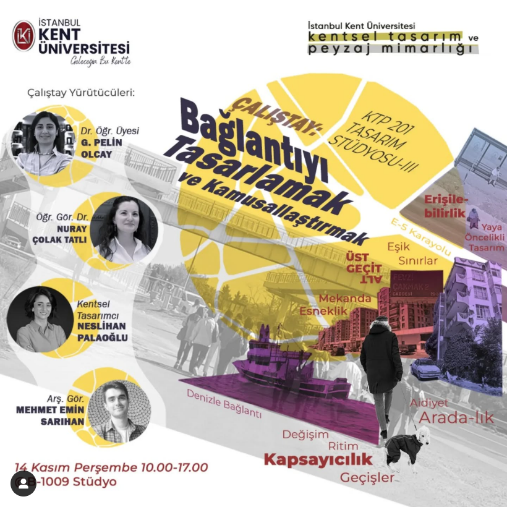 İSTANBUL
KENT
ÜNİVERSİTESİ
Geleceğin Bu Kent'te
İstanbul Kent Üniversitesi
kentsel tasarım ve
peyzaj mimarlığı
Çalıştay Yürütücüleri:
Dr. Öğr. Üyesi
G. PELİN
OLCAY
Öğr. Gör. Dr.
NURAY
ÇOLAK TATLI
Kentsel
Tasarımcı
NESLİHAN
PALAOĞLU
Arş. Gör.
MEHMET EMİN
SARIHAN
14 Kasım Perşembe 10.00-17.00
-1009 Stüdyo
ÇALIŞTAY:
Bağlantıyı
Tasarlamak
ve Kamusallaştırmak
KTP 201
TASARIM
STÜDYOSU-III
Erişile-
bilirlik
Yaya
Öncelikli
Tasarım
E-5 Karayolu
Eşik
Sınırlar
ÜST
GEÇİT
ALT
Mekanda
Esneklik
Denizle Bağlantı
Aidiyet
Arada-lık
Değişim
Ritim
Kapsayıcılık
Geçişler